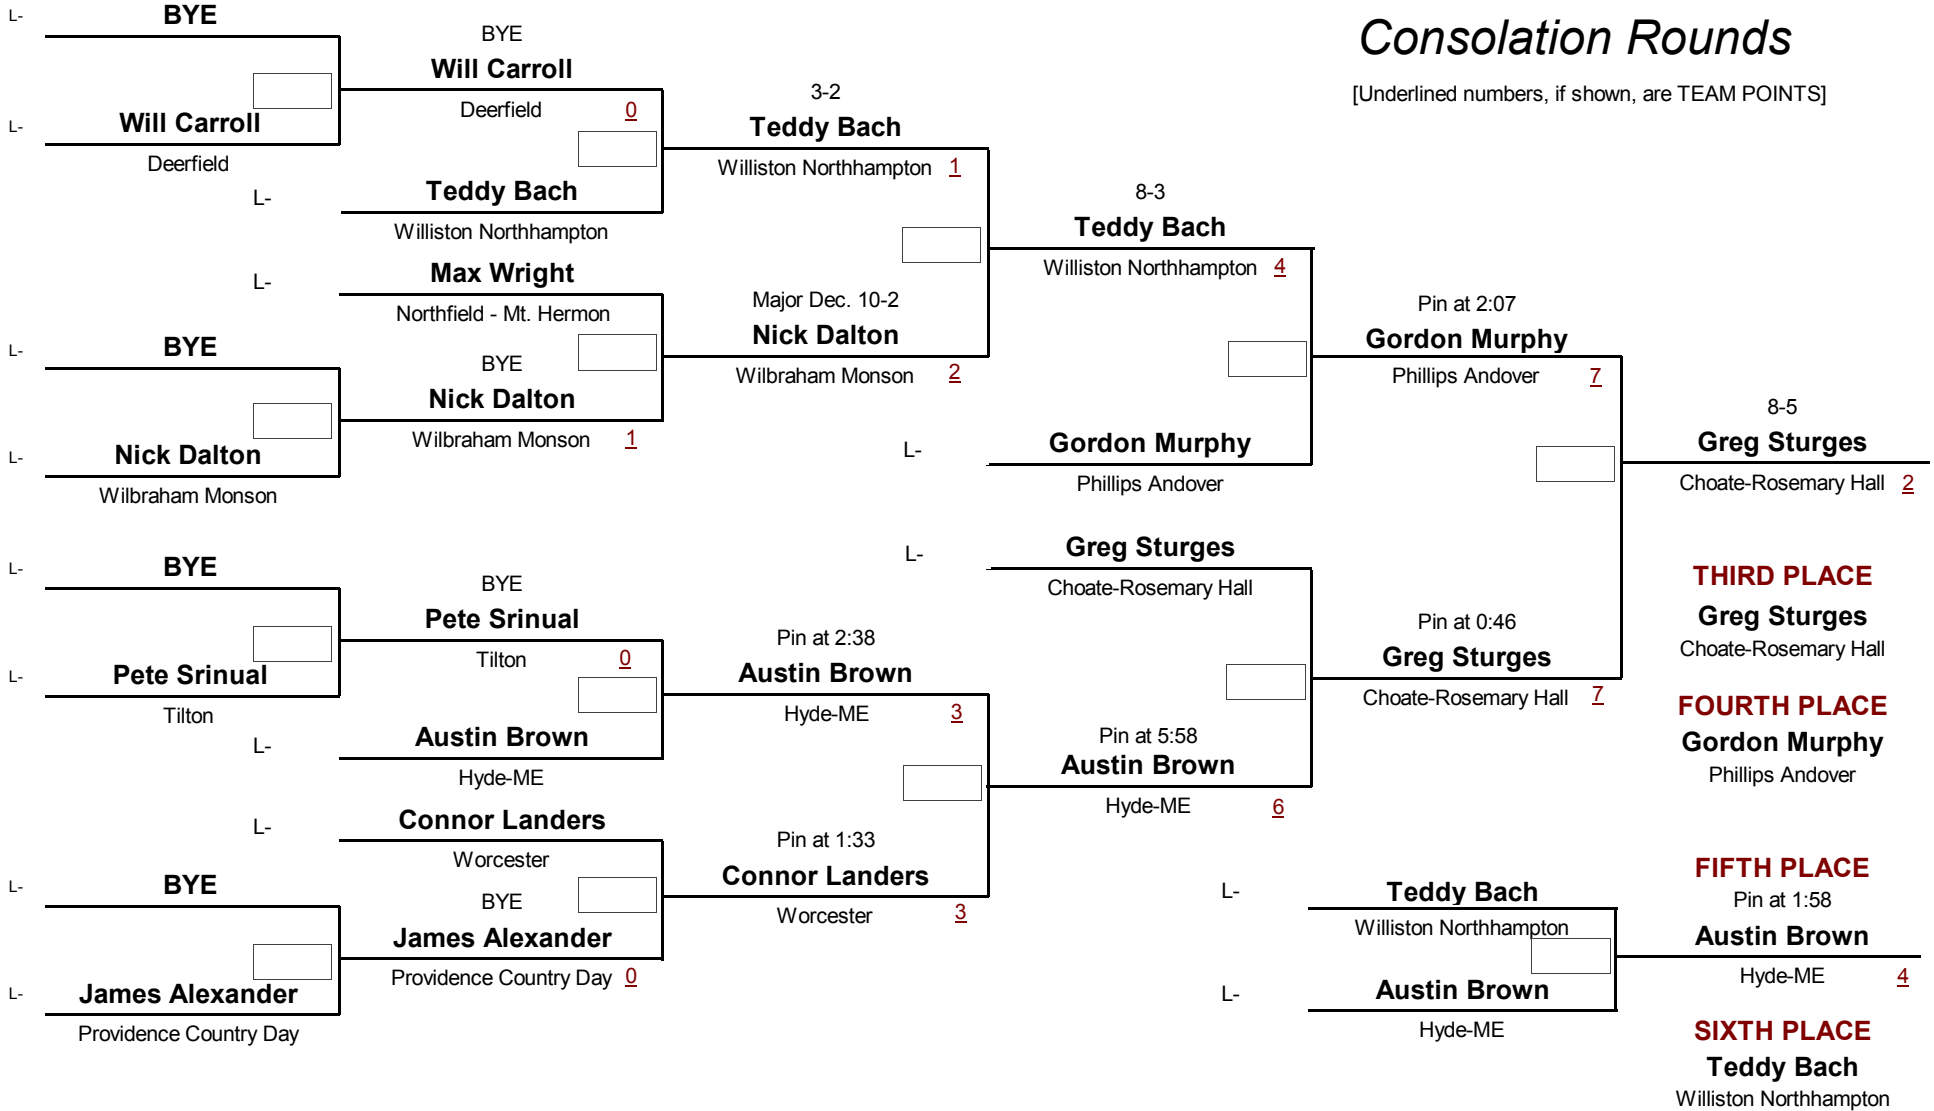 Consolation Rounds
[Underlined numbers, if shown, are TEAM POINTS]
L-
BYE
L-
Will Carroll
Deerfield
BYE
Will Carroll
Deerfield 0
L-
Teddy Bach
Williston Northhampton
3-2
Teddy Bach
Williston Northhampton 1
L-
Max Wright
Northfield - Mt. Hermon
L-
BYE
L-
Nick Dalton
Wilbraham Monson
BYE
Nick Dalton
Wilbraham Monson 1
Major Dec. 10-2
Nick Dalton
Wilbraham Monson 2
8-3
Teddy Bach
Williston Northhampton 4
L-
Gordon Murphy
Phillips Andover
Pin at 2:07
Gordon Murphy
Phillips Andover 7
L-
BYE
L-
Pete Srinual
Tilton
BYE
Pete Srinual
Tilton 0
L-
Austin Brown
Hyde-ME
Pin at 2:38
Austin Brown
Hyde-ME 3
L-
Connor Landers
Worcester
L-
BYE
L-
James Alexander
Providence Country Day
BYE
James Alexander
Providence Country Day 0
Pin at 1:33
Connor Landers
Worcester 3
L-
Greg Sturges
Choate-Rosemary Hall
Pin at 5:58
Austin Brown
Hyde-ME 6
Pin at 0:46
Greg Sturges
Choate-Rosemary Hall 7
8-5
Greg Sturges
Choate-Rosemary Hall 2
THIRD PLACE
Greg Sturges
Choate-Rosemary Hall
FOURTH PLACE
Gordon Murphy
Phillips Andover
L-
Teddy Bach
Williston Northhampton
L-
Austin Brown
Hyde-ME
FIFTH PLACE
Pin at 1:58
Austin Brown
Hyde-ME 4
SIXTH PLACE
Teddy Bach
Williston Northhampton